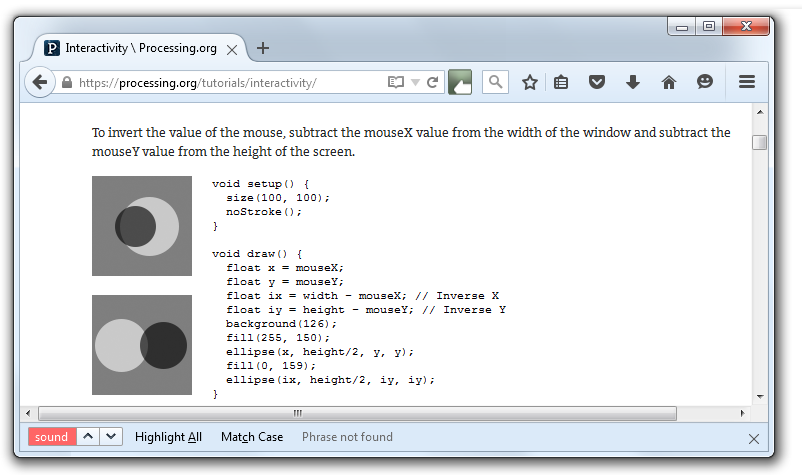 Interactivity \ Processing.org
https://processing.org/tutorials/interactivity/
To invert the value of the mouse, subtract the mouseX value from the width of the window and subtract the
mouseY value from the height of the screen.
void setup() {
  size(100, 100);
  noStroke();
}

void draw() {
  float x = mouseX;
  float y = mouseY;
  float ix = width - mouseX; // Inverse X
  float iy = height - mouseY; // Inverse Y
  background(126);
  fill(255, 150);
  ellipse(x, height/2, y, y);
  fill(0, 159);
  ellipse(ix, height/2, iy, iy);
}
sound Highlight All Match Case Phrase not found